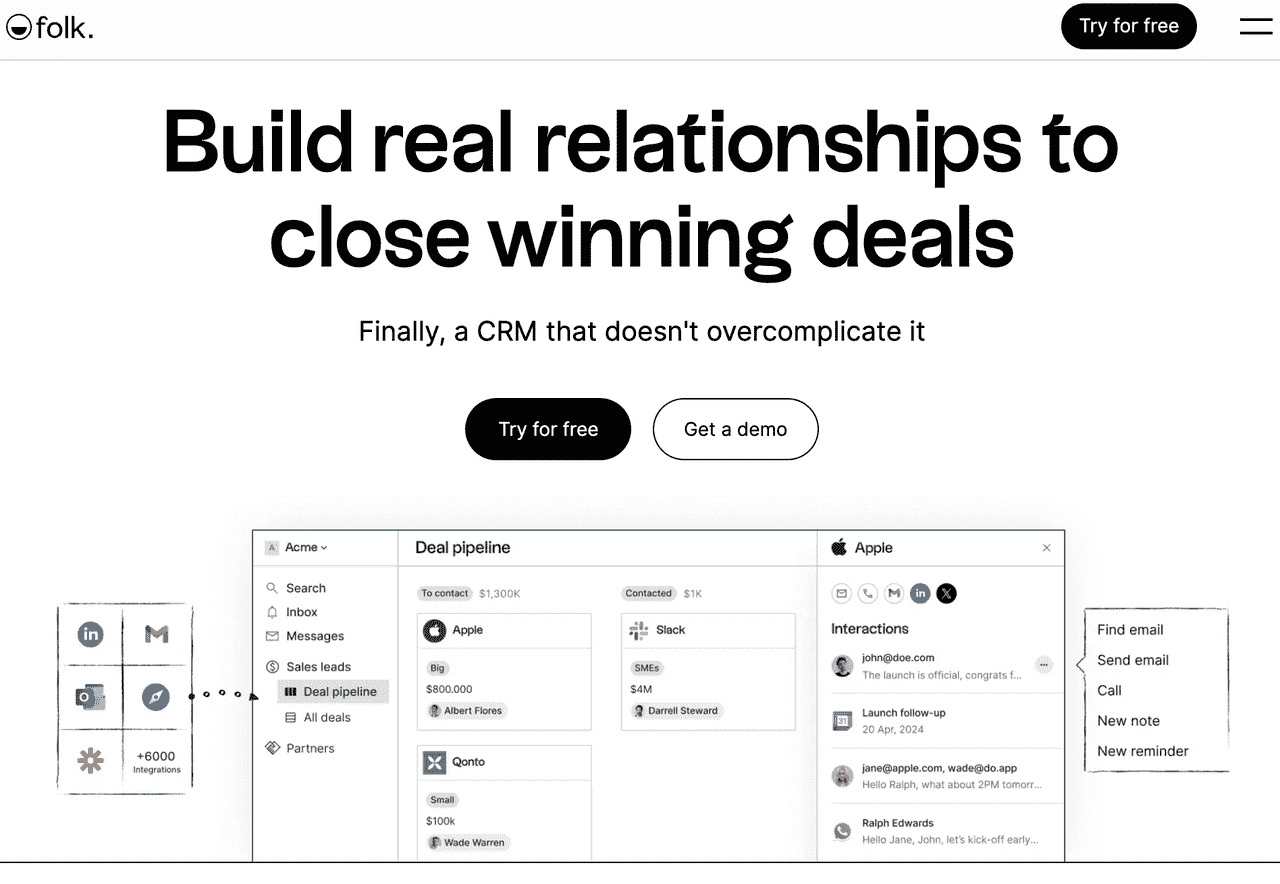 folk.
Try for free
Build real relationships to
close winning deals
Finally, a CRM that doesn't overcomplicate it
Try for free
Get a demo
in
O
+6000
Integrations
A Acme
Search
Inbox
Messages
Sales leads
Deal pipeline
All deals
Partners
Deal pipeline
To contact $1,300K
Apple
Big
$800.000
Albert Flores
Qonto
Small
$100k
Wade Warren
Contacted $1K
Slack
SMEs
$4M
Darrell Steward
Apple
in X
Interactions
john@doe.com
The launch is official, congrats f...
31
Launch follow-up
20 Apr, 2024
jane@apple.com, wade@do.app
Hello Ralph, what about 2PM tomorr...
Ralph Edwards
Hello Jane, John, let's kick-off early...
Find email
Send email
Call
New note
New reminder